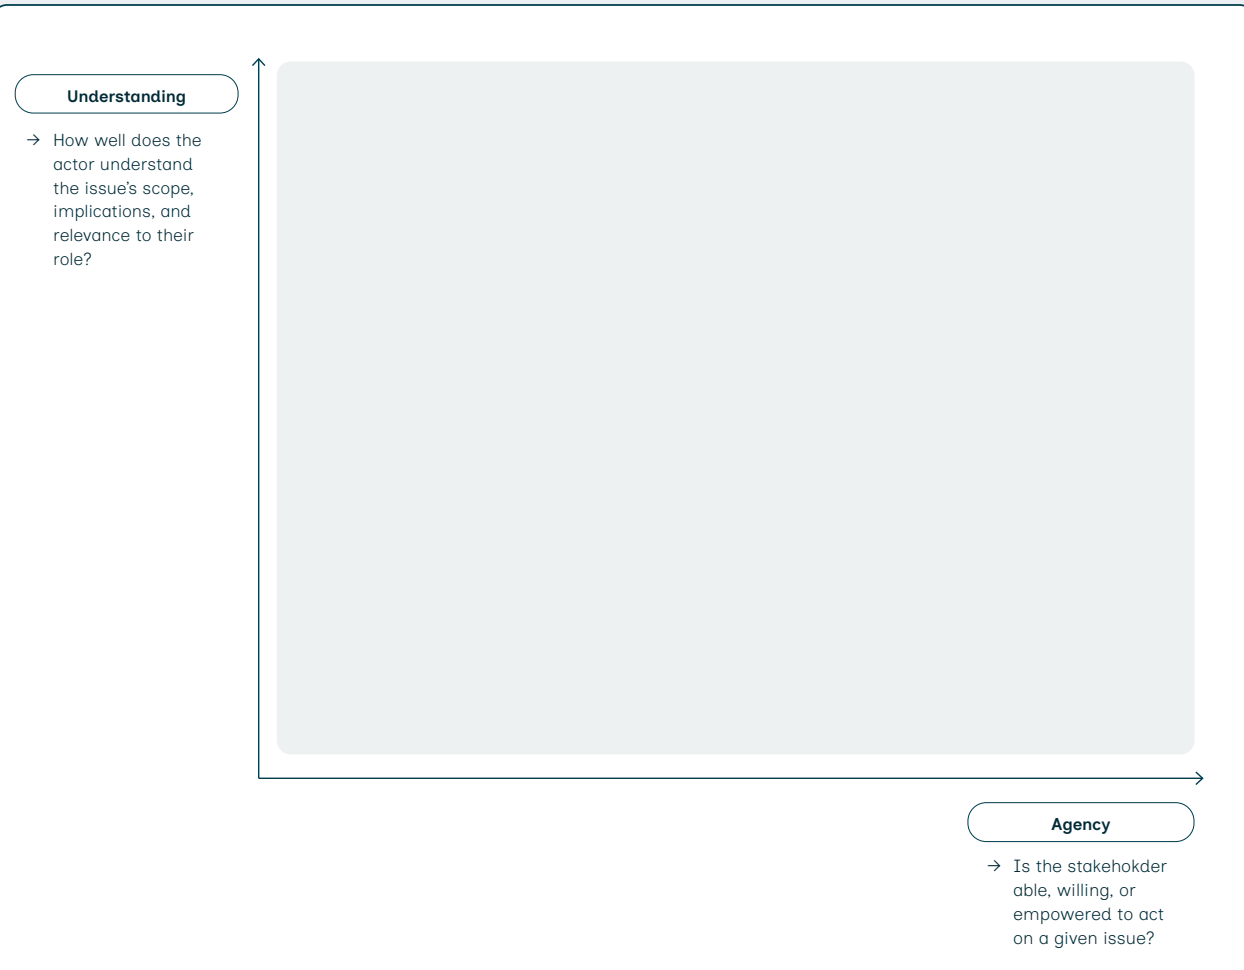 Understanding
→ How well does the
actor understand
the issue’s scope,
implications, and
relevance to their
role?
Agency
→ Is the stakehokder
able, willing, or
empowered to act
on a given issue?